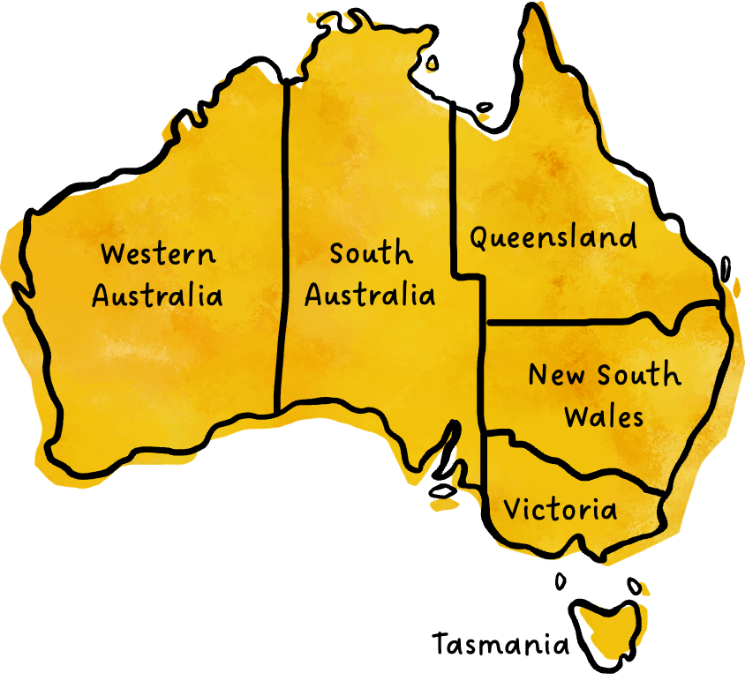 Queensland
Western
Australia
South
Australia
New South
Wales
Victoria
Tasmania